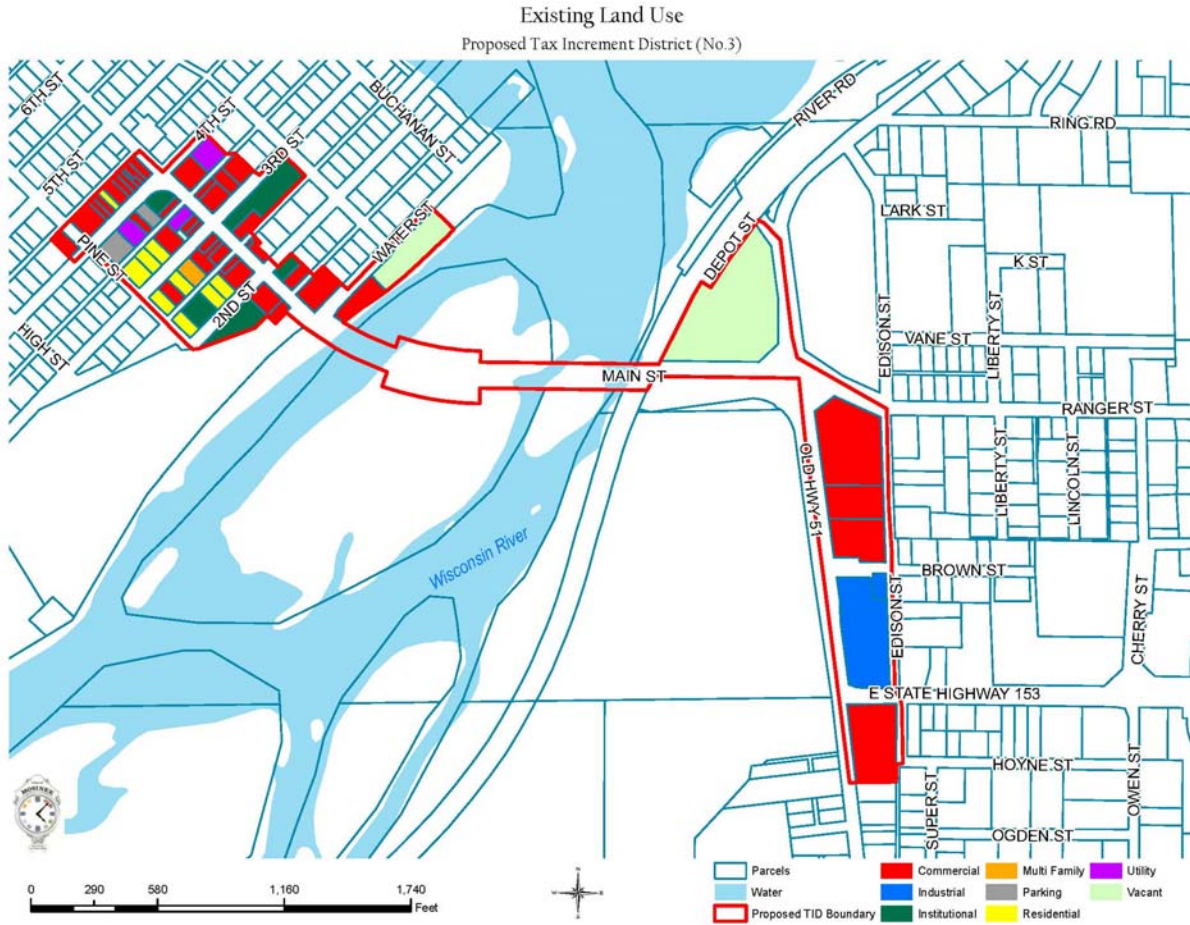 Existing Land Use
Proposed Tax Increment District (No.3)
6TH ST
5TH ST
4TH ST
3RD ST
BUCHANAN ST
WATER ST
PINE ST
2ND ST
HIGH ST
RIVER RD
RING RD
LARK ST
K ST
DEPOT ST
EDISON ST
VANE ST
LIBERTY ST
MAIN ST
RANGER ST
OLD HWY 51
LIBERTY ST
LINCOLN ST
Wisconsin River
BROWN ST
EDISON ST
CHERRY ST
E STATE HIGHWAY 153
HOYNE ST
SUPER ST
OWEN ST
OGDEN ST
MOSINEE
0 290 580 1,160 1,740
Feet
Parcels
Water
Proposed TID Boundary
Commercial
Industrial
Institutional
Multi Family
Parking
Residential
Utility
Vacant